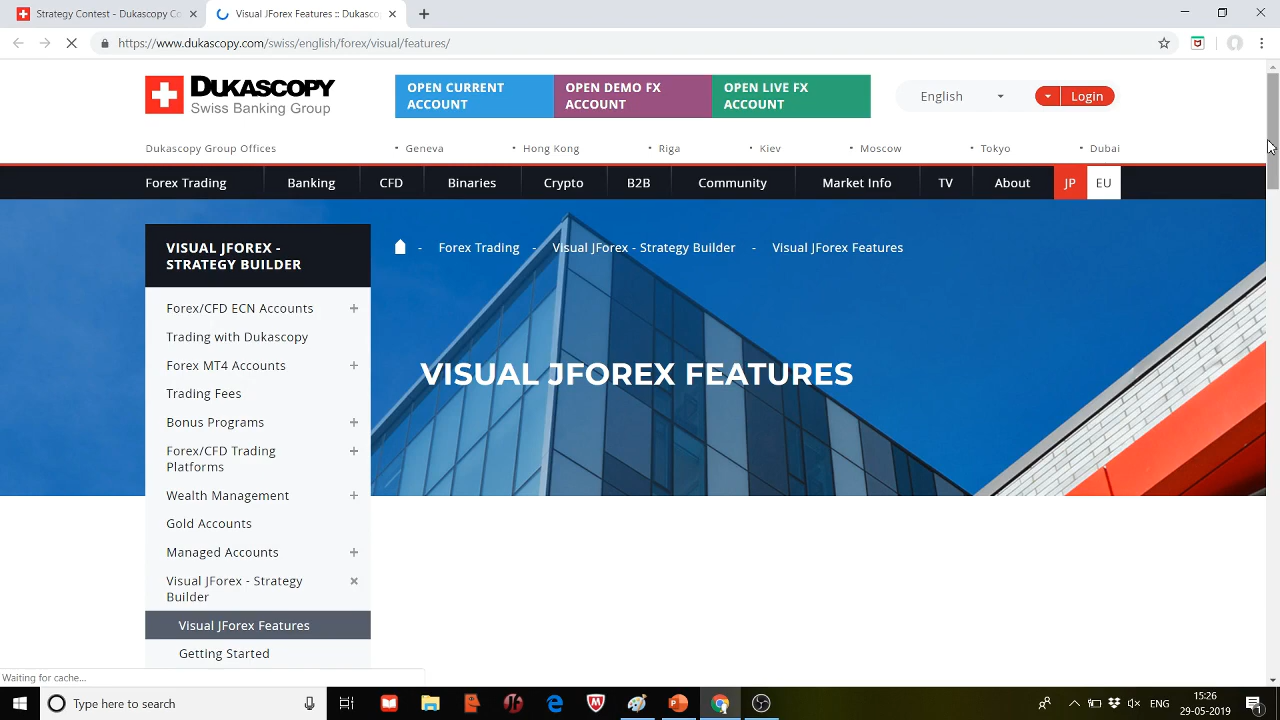 Strategy Contest - Dukascopy Co
Visual JForex Features :: Dukasc
https://www.dukascopy.com/swiss/english/forex/visual/features/
DUKASCOPY
Swiss Banking Group
OPEN CURRENT
ACCOUNT
OPEN DEMO FX
ACCOUNT
OPEN LIVE FX
ACCOUNT
English
Login
Dukascopy Group Offices
• Geneva
• Hong Kong
• Riga
• Kiev
• Moscow
• Tokyo
• Dubai
Forex Trading
Banking
CFD
Binaries
Crypto
B2B
Community
Market Info
TV
About
JP
EU
VISUAL JFOREX -
STRATEGY BUILDER
- Forex Trading - Visual JForex - Strategy Builder - Visual JForex Features
VISUAL JFOREX FEATURES
Forex/CFD ECN Accounts
Trading with Dukascopy
Forex MT4 Accounts
Trading Fees
Bonus Programs
Forex/CFD Trading
Platforms
Wealth Management
Gold Accounts
Managed Accounts
Visual JForex - Strategy
Builder
Visual JForex Features
Getting Started
Waiting for cache...
Type here to search
ENG
15:26
29-05-2019